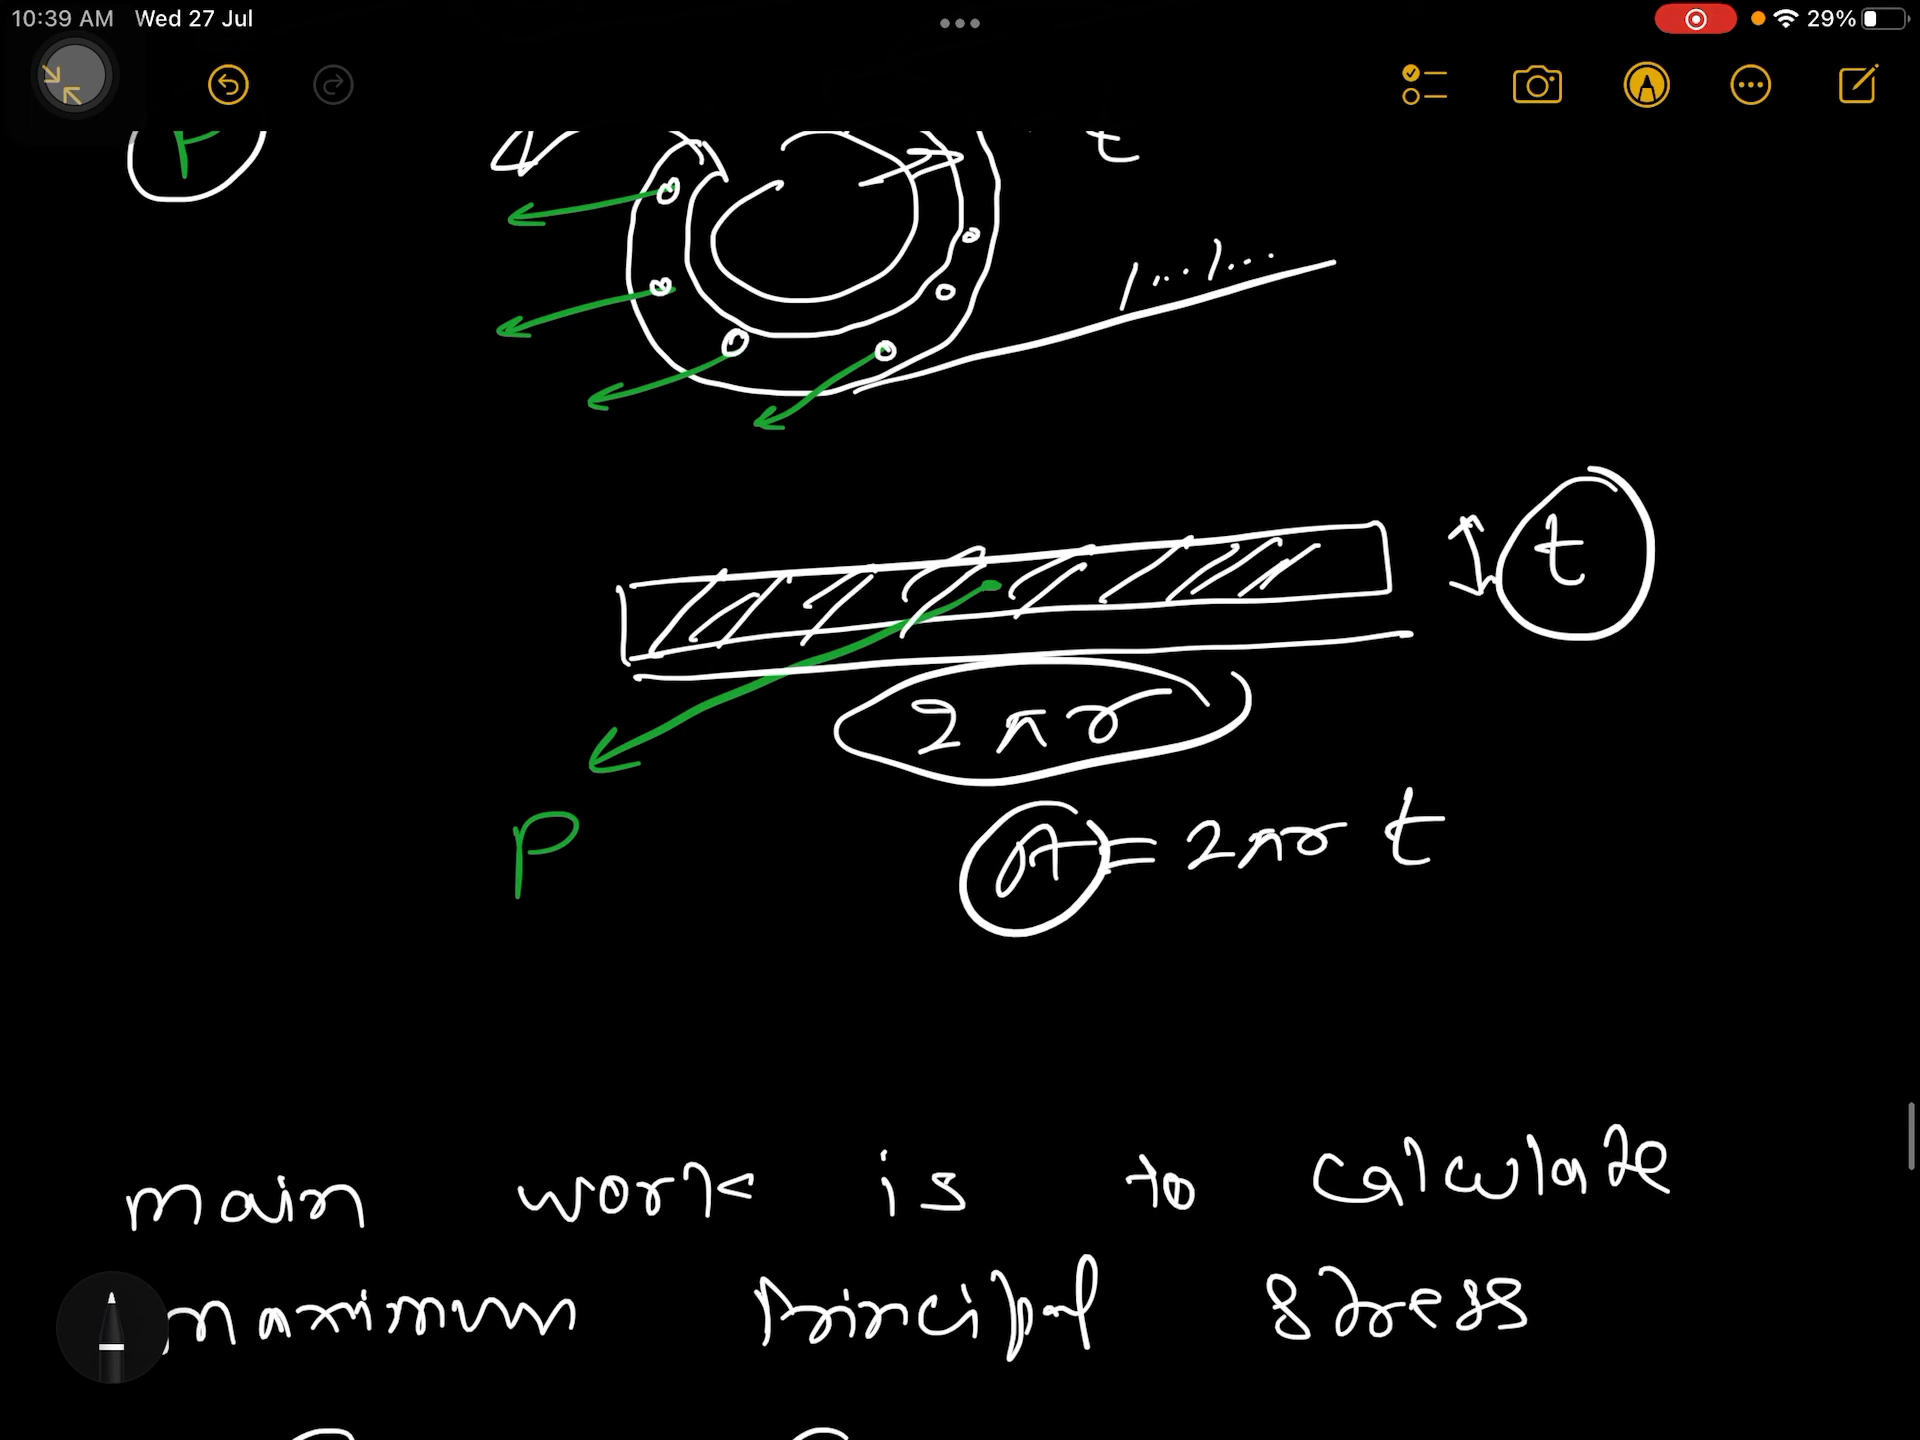 10:39 AM Wed 27 Jul
29%
P
t
t
2πr
P
A = 2πr t
main work is to calculate
maximum principal stress